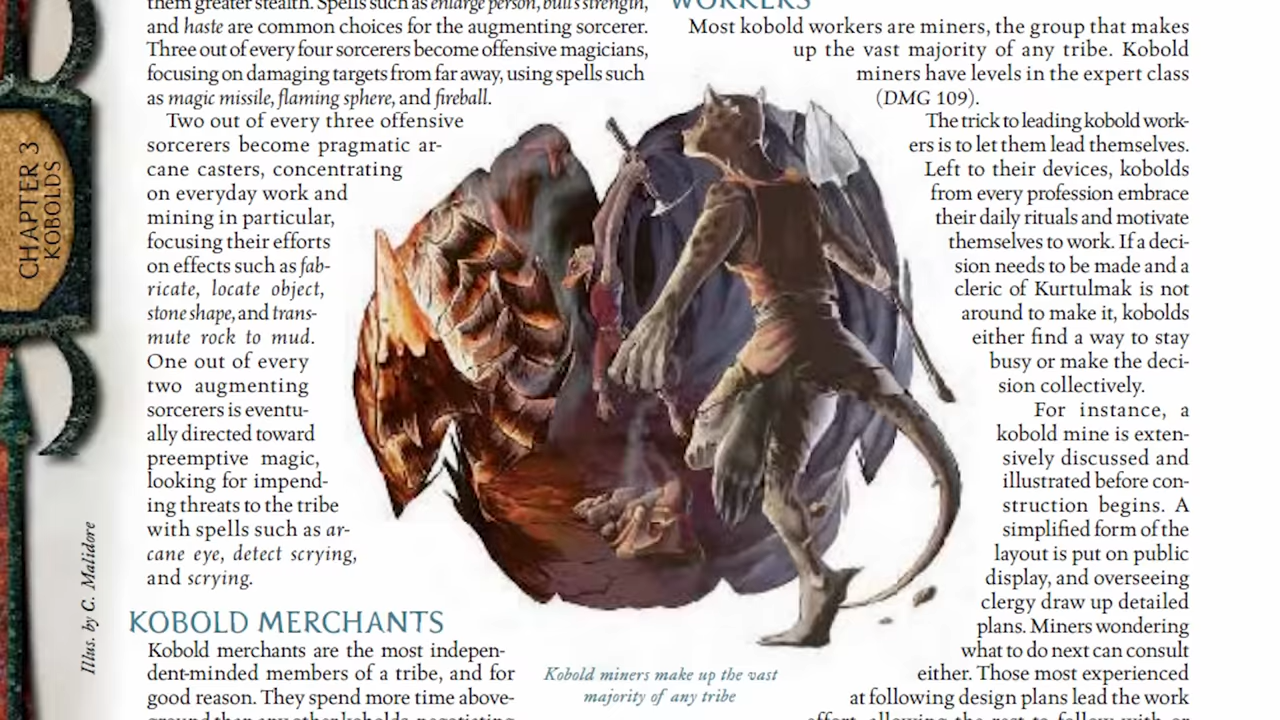 CHAPTER 3
KOBOLDS
them greater stealth. Spells such as enlarge person, bull's strength,
and haste are common choices for the augmenting sorcerer.
Three out of every four sorcerers become offensive magicians,
focusing on damaging targets from far away, using spells such
as magic missile, flaming sphere, and fireball.
Two out of every three offensive
sorcerers become pragmatic ar-
cane casters, concentrating
on everyday work and
mining in particular,
focusing their efforts
on effects such as fab-
ricate, locate object,
stone shape, and trans-
mute rock to mud.
One out of every
two augmenting
sorcerers is eventu-
ally directed toward
preemptive magic,
looking for impend-
ing threats to the tribe
with spells such as ar-
cane eye, detect scrying,
and scrying.
KOBOLD MERCHANTS
Kobold merchants are the most indepen-
dent-minded members of a tribe, and for
good reason. They spend more time above-
ground than any other kobolds, negotiating
Illus. by C. Malidore
Kobold miners make up the vast
majority of any tribe
WORKERS
Most kobold workers are miners, the group that makes
up the vast majority of any tribe. Kobold
miners have levels in the expert class
(DMG 109).
The trick to leading kobold work-
ers is to let them lead themselves.
Left to their devices, kobolds
from every profession embrace
their daily rituals and motivate
themselves to work. If a deci-
sion needs to be made and a
cleric of Kurtulmak is not
around to make it, kobolds
either find a way to stay
busy or make the deci-
sion collectively.
For instance, a
kobold mine is exten-
sively discussed and
illustrated before con-
struction begins. A
simplified form of the
layout is put on public
display, and overseeing
clergy draw up detailed
plans. Miners wondering
what to do next can consult
either. Those most experienced
at following design plans lead the work
effort, allowing the rest to follow with or